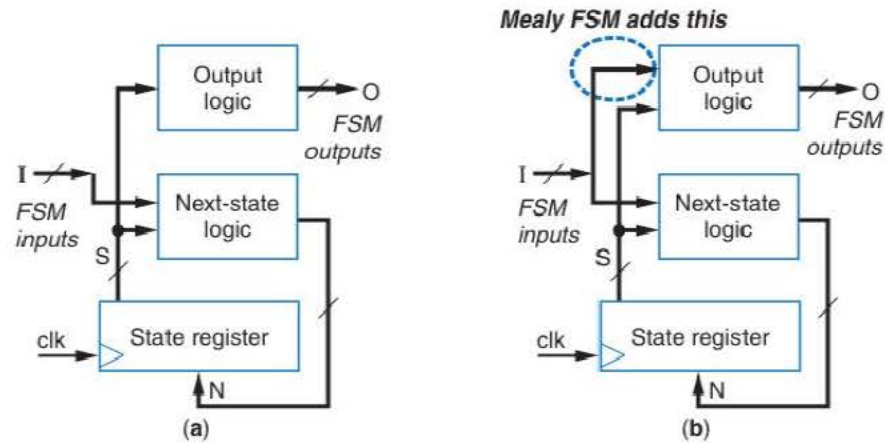 Mealy FSM adds this
Output
logic
O
FSM
outputs
I
FSM
inputs
Next-state
logic
S
State register
clk
N
(a)
Output
logic
O
FSM
outputs
I
FSM
inputs
Next-state
logic
S
State register
clk
N
(b)